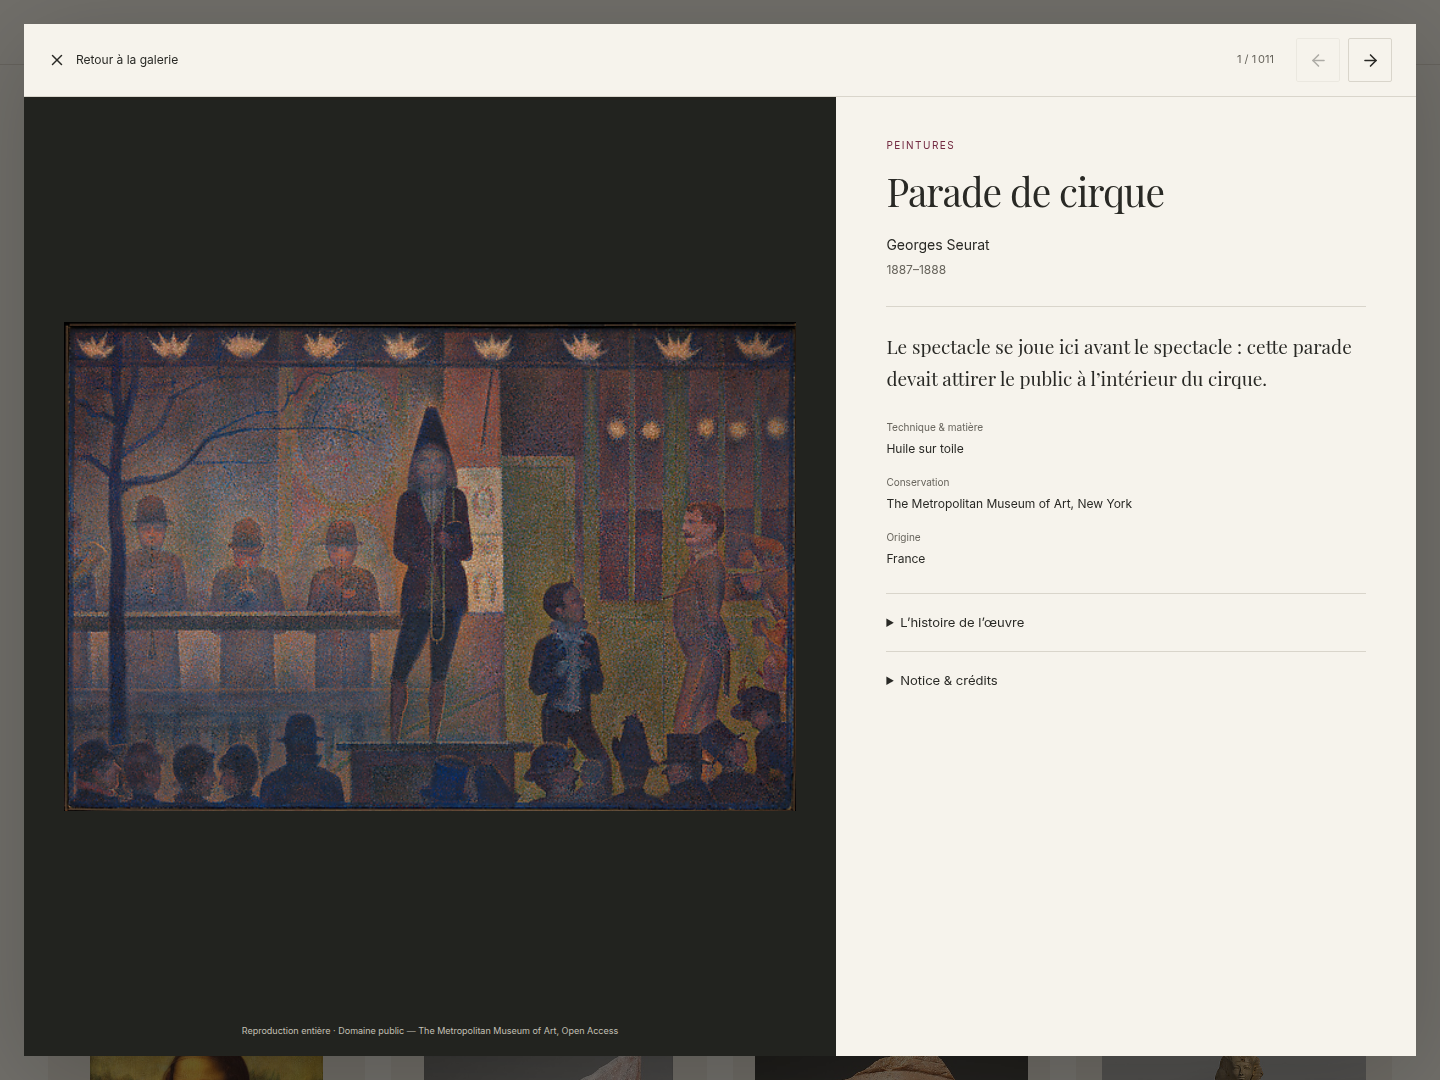 Retour à la galerie
1 / 1 011
PEINTURES
Parade de cirque
Georges Seurat
1887–1888
Le spectacle se joue ici avant le spectacle : cette parade
devait attirer le public à l’intérieur du cirque.
Technique & matière
Huile sur toile
Conservation
The Metropolitan Museum of Art, New York
Origine
France
L’histoire de l’œuvre
Notice & crédits
Reproduction entière · Domaine public — The Metropolitan Museum of Art, Open Access